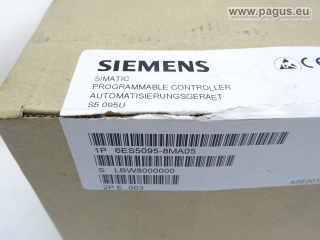 www.pagus.eu
SIEMENS
SIMATIC
PROGRAMMABLE CONTROLLER
AUTOMATISIERUNGSGERAET
S5 095U
1P 6ES5095-8MA05
S LBW8000000
2P E 003